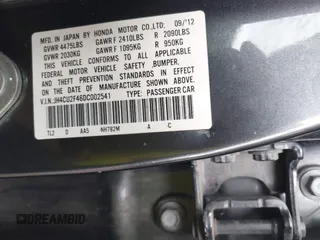 MFD. IN JAPAN BY HONDA MOTOR CO.,LTD. 09/12
GVWR 4475LBS GAWR F 2410LBS R 2090LBS
GVWR 2030KG GAWR F 1095KG R 950KG
THIS VEHICLE CONFORMS TO ALL APPLICABLE
FEDERAL MOTOR VEHICLE SAFETY, BUMPER,
AND THEFT PREVENTION STANDARDS IN
EFFECT ON THE DATE OF MANUFACTURE
SHOWN ABOVE.
V.I.N.:JH4CU2F46DC002541 TYPE: PASSENGER CAR
TL2 D AA5 NH782M A -C
DREAMBID